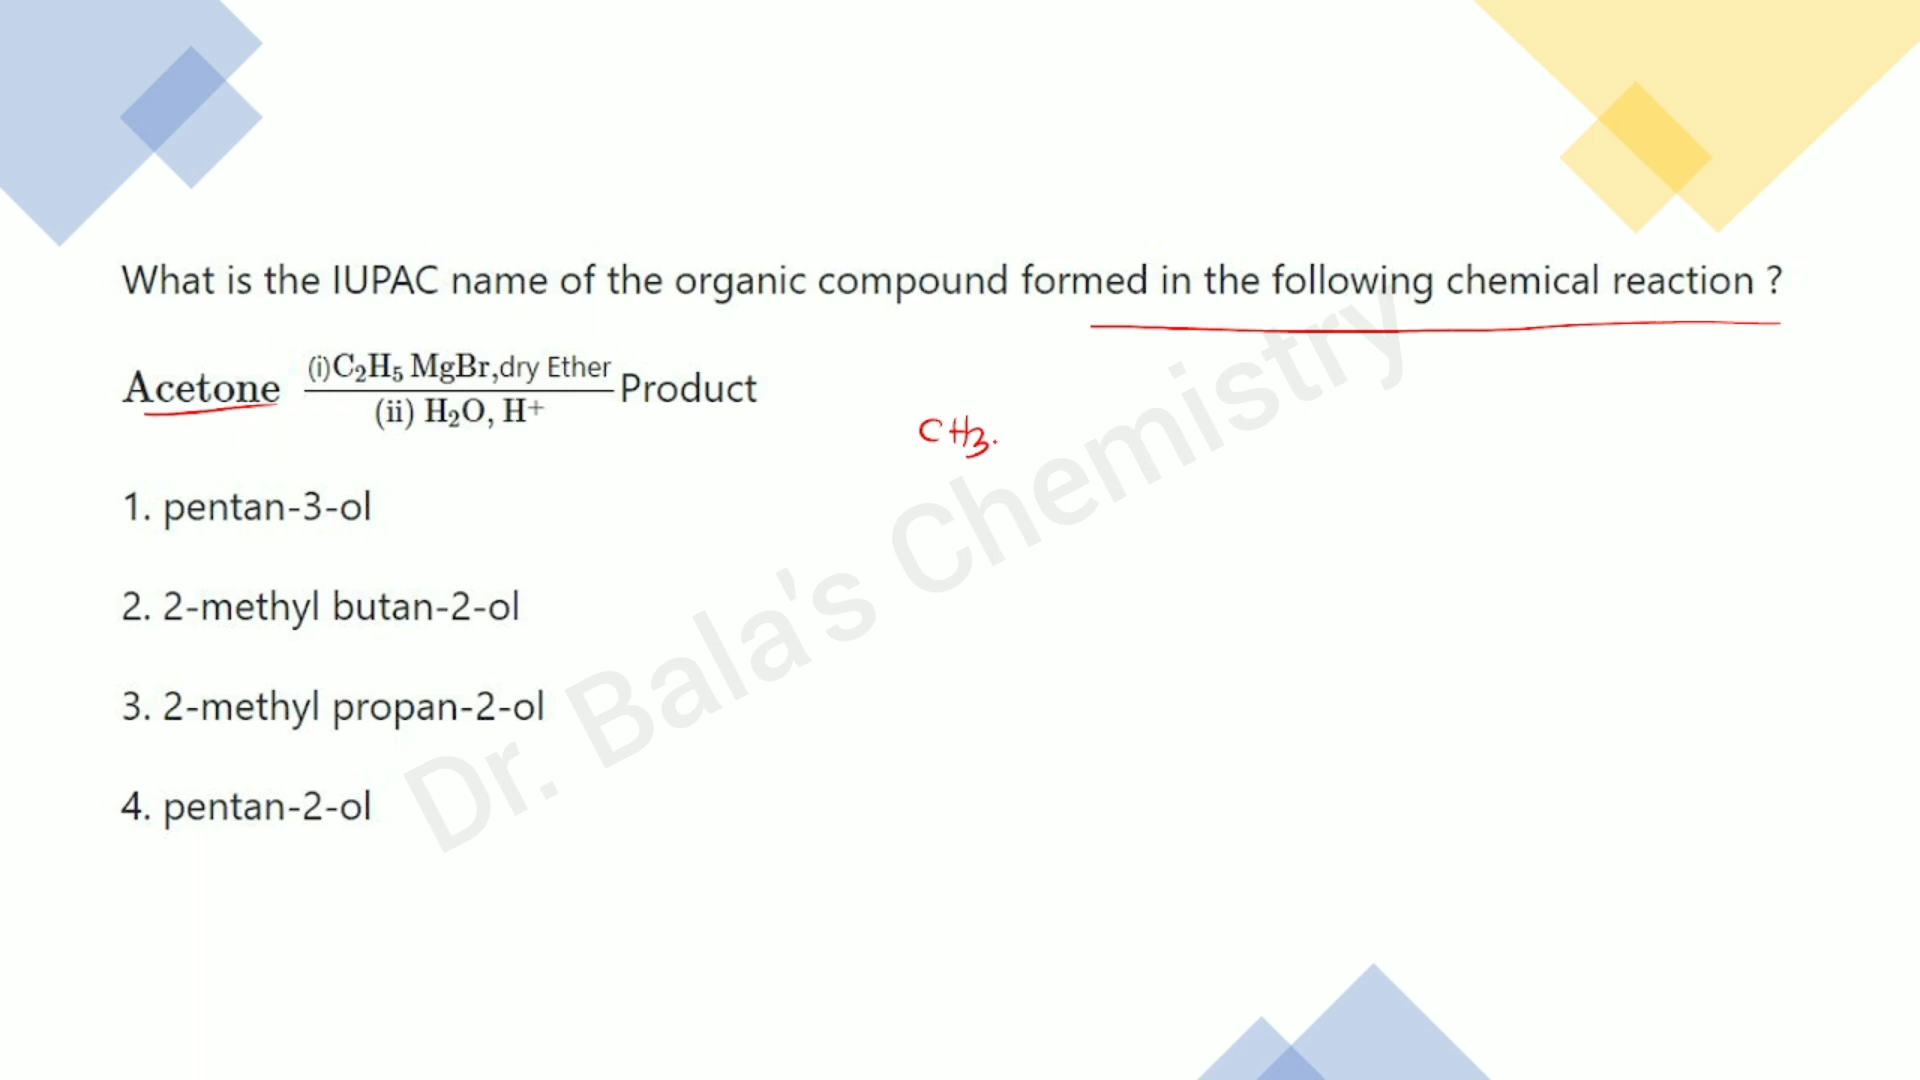 What is the IUPAC name of the organic compound formed in the following chemical reaction ?
Acetone (i)C₂H₅ MgBr,dry Ether Product
(ii) H₂O, H⁺
CH₃.
1. pentan-3-ol
2. 2-methyl butan-2-ol
3. 2-methyl propan-2-ol
4. pentan-2-ol
Dr. Bala's Chemistry